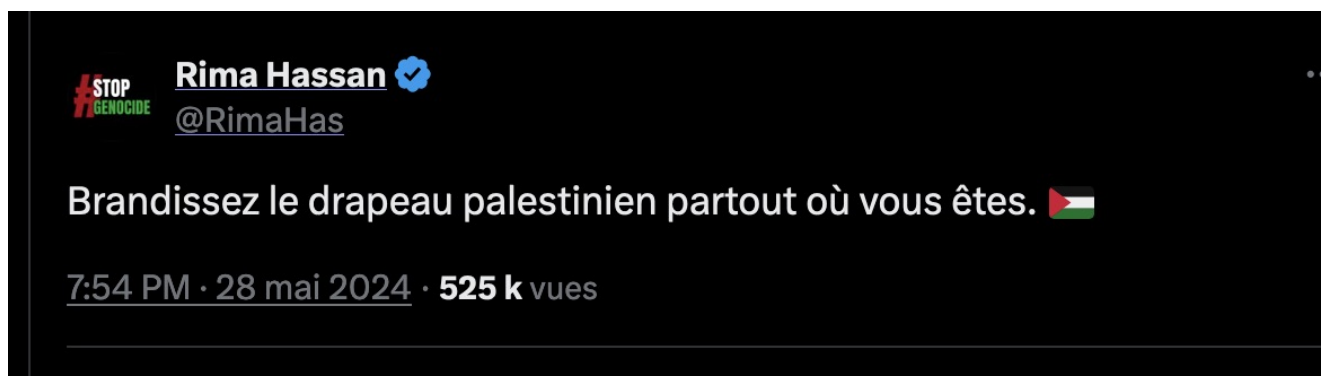 #STOP
GENOCIDE
Rima Hassan
@RimaHas
Brandissez le drapeau palestinien partout où vous êtes. 🇵🇸
7:54 PM · 28 mai 2024 · 525 k vues